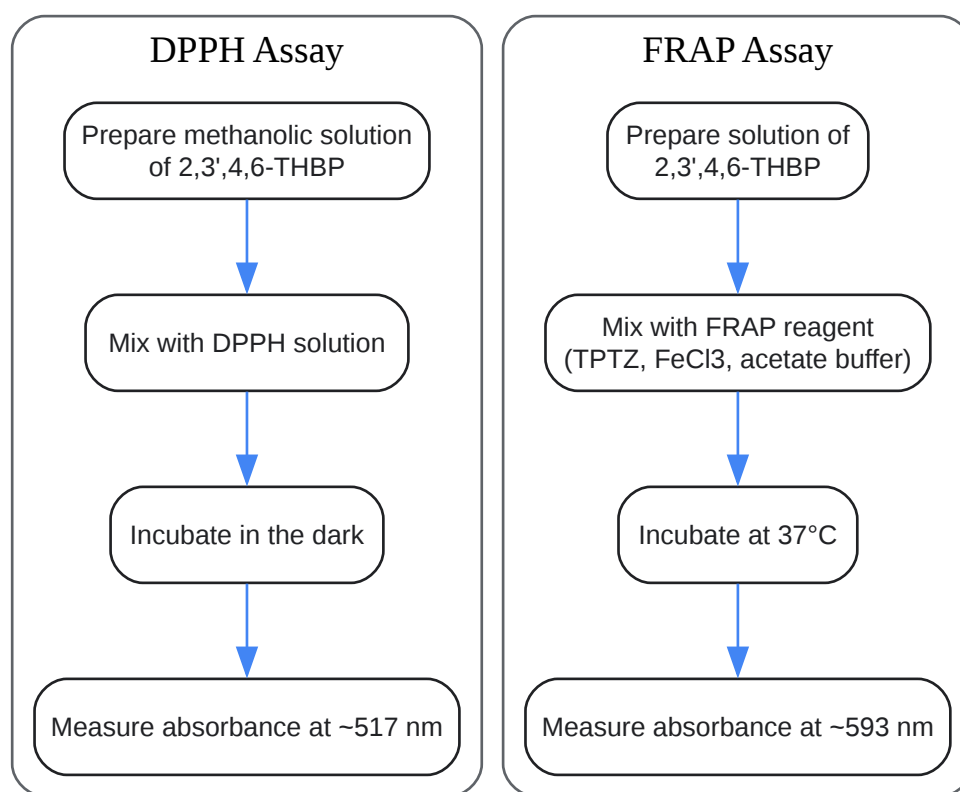 DPPH Assay
Prepare methanolic solution
of 2,3',4,6-THBP
Mix with DPPH solution
Incubate in the dark
Measure absorbance at ~517 nm
FRAP Assay
Prepare solution of
2,3',4,6-THBP
Mix with FRAP reagent
(TPTZ, FeCl3, acetate buffer)
Incubate at 37°C
Measure absorbance at ~593 nm